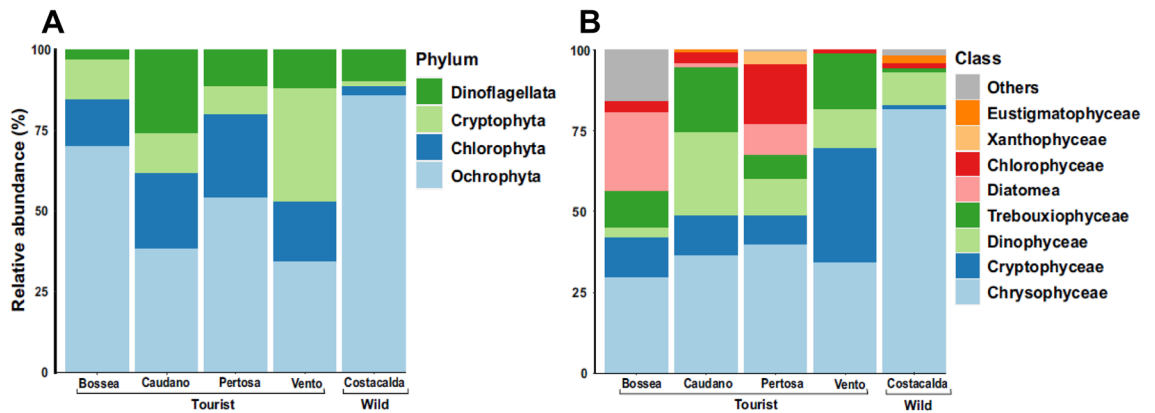 A
Relative abundance (%)
100
75
50
25
0
Bossea Caudano Pertosa Vento Costacalda
Tourist Wild
Phylum
Dinoflagellata
Cryptophyta
Chlorophyta
Ochrophyta
B
100
75
50
25
0
Bossea Caudano Pertosa Vento Costacalda
Tourist Wild
Class
Others
Eustigmatophyceae
Xanthophyceae
Chlorophyceae
Diatomea
Trebouxiophyceae
Dinophyceae
Cryptophyceae
Chrysophyceae